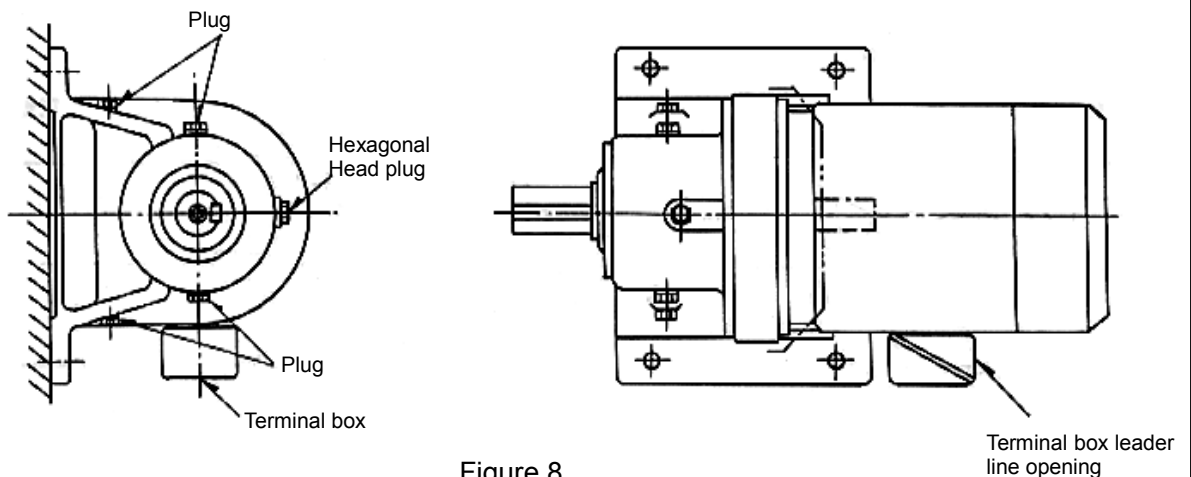 Plug
Hexagonal
Head plug
Plug
Terminal box
Terminal box leader
line opening
Figure 8